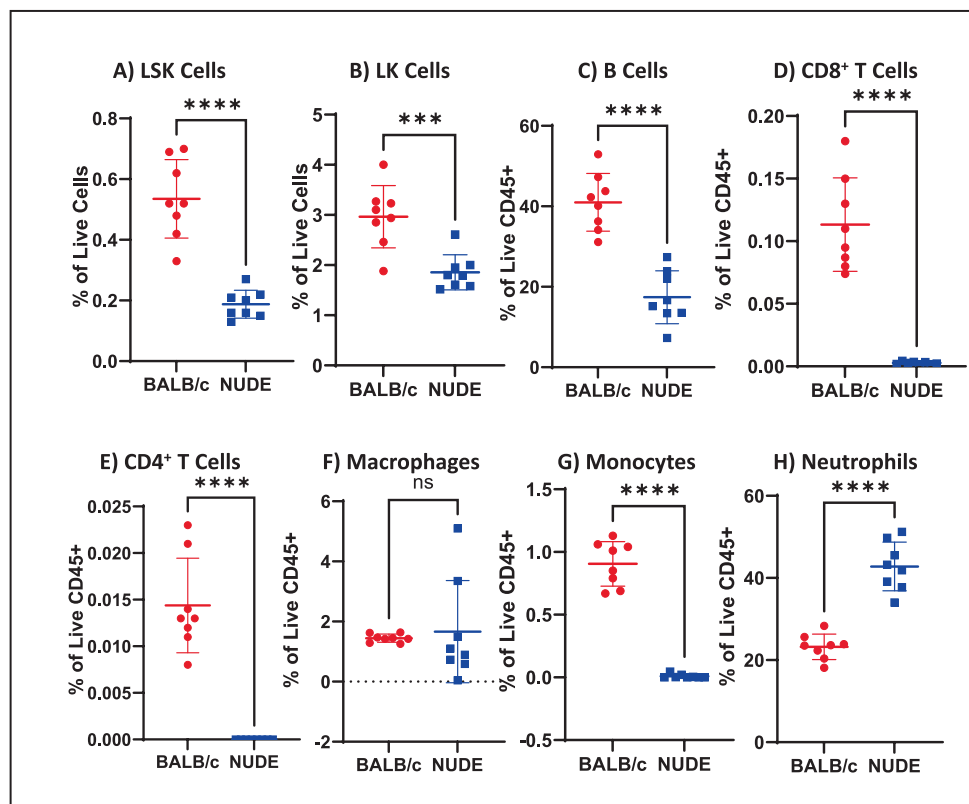 A) LSK Cells
****
% of Live Cells
0.8
0.6
0.4
0.2
0.0
BALB/c NUDE
B) LK Cells
***
% of Live Cells
5
4
3
2
1
0
BALB/c NUDE
C) B Cells
****
% of Live CD45+
60
40
20
0
BALB/c NUDE
D) CD8⁺ T Cells
****
% of Live CD45+
0.20
0.15
0.10
0.05
0.00
BALB/c NUDE
E) CD4⁺ T Cells
****
% of Live CD45+
0.025
0.020
0.015
0.010
0.005
0.000
BALB/c NUDE
F) Macrophages
ns
% of Live CD45+
6
4
2
0
-2
BALB/c NUDE
G) Monocytes
****
% of Live CD45+
1.5
1.0
0.5
0.0
-0.5
BALB/c NUDE
H) Neutrophils
****
% of Live CD45+
60
40
20
0
BALB/c NUDE